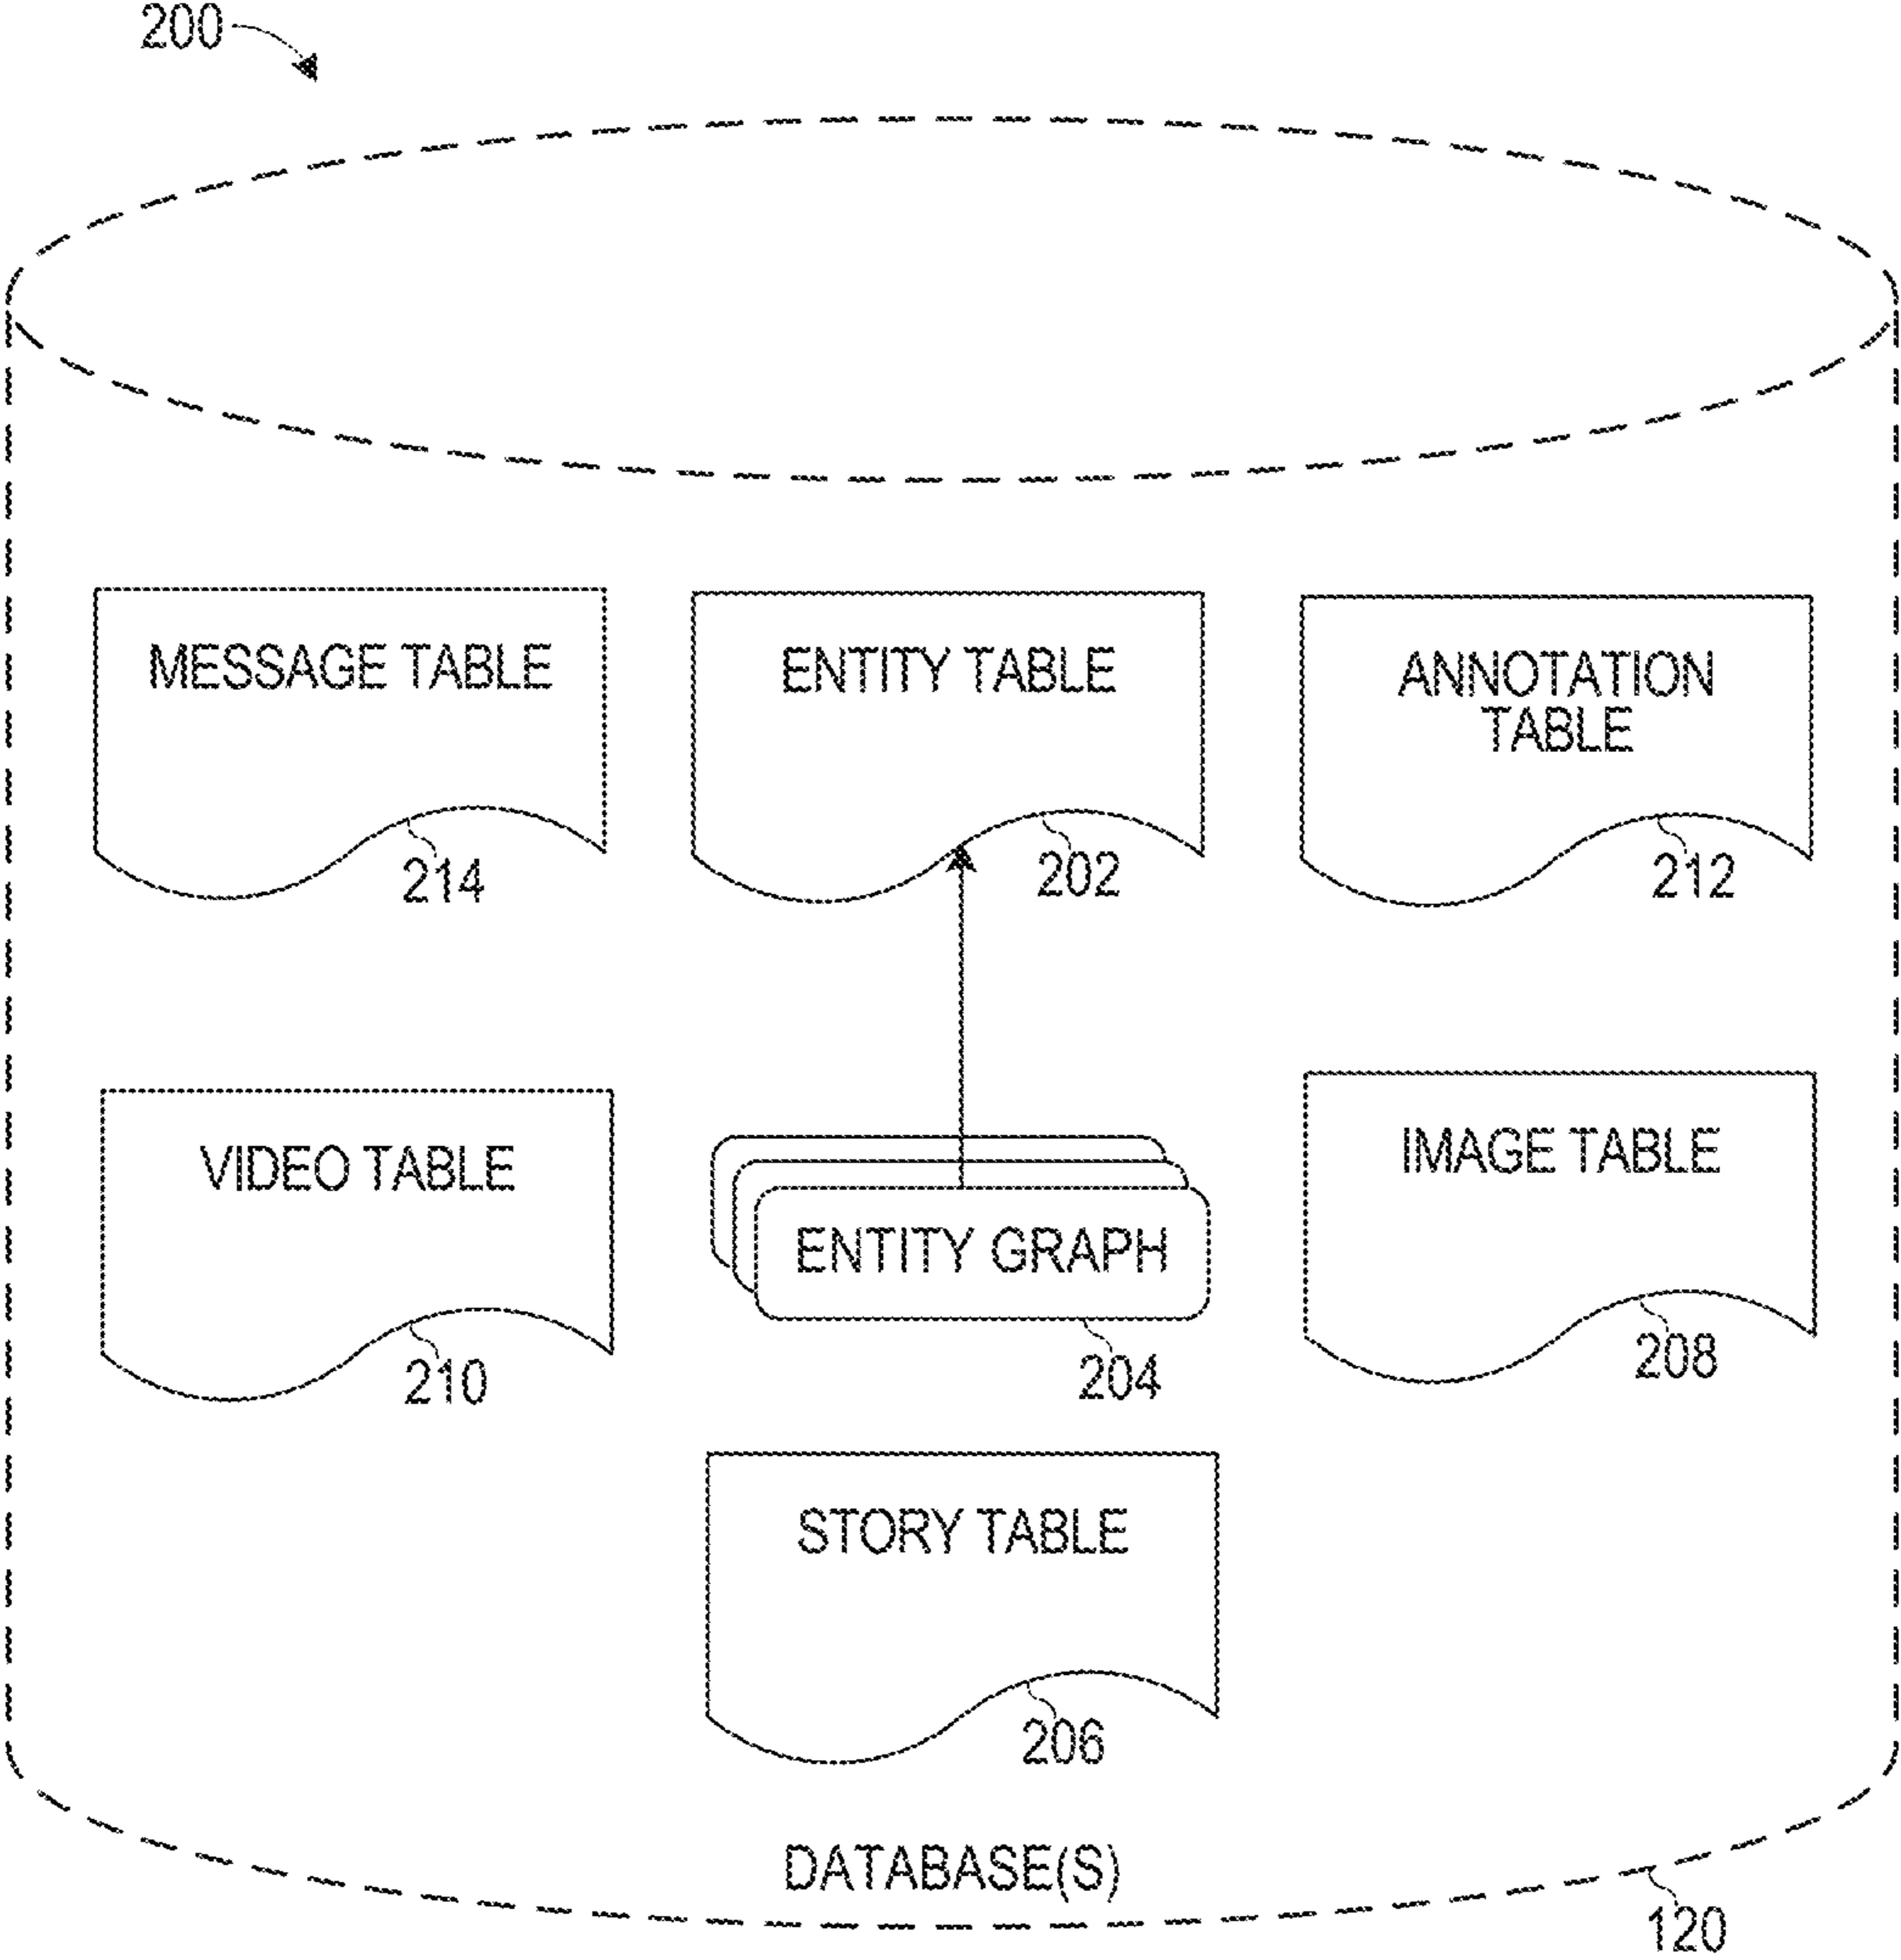 200
MESSAGE TABLE
214
ENTITY TABLE
202
ANNOTATION
TABLE
212
VIDEO TABLE
210
ENTITY GRAPH
204
IMAGE TABLE
208
STORY TABLE
206
DATABASE(S)
120